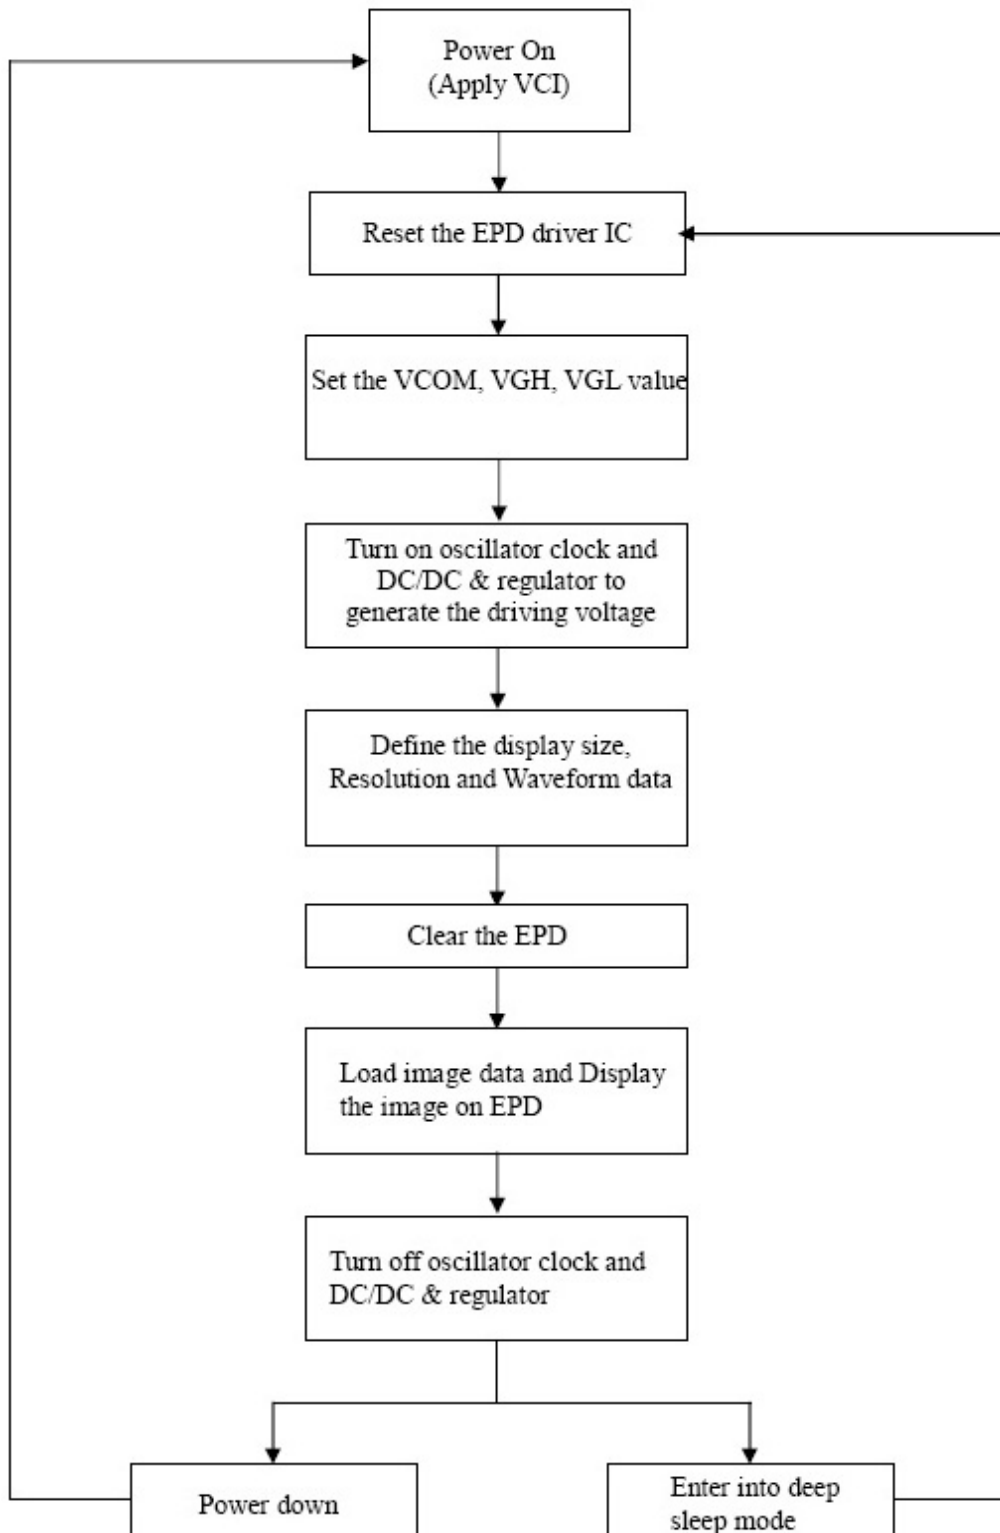 Power On
(Apply VCI)
Reset the EPD driver IC
Set the VCOM, VGH, VGL value
Turn on oscillator clock and
DC/DC & regulator to
generate the driving voltage
Define the display size,
Resolution and Waveform data
Clear the EPD
Load image data and Display
the image on EPD
Turn off oscillator clock and
DC/DC & regulator
Power down
Enter into deep
sleep mode